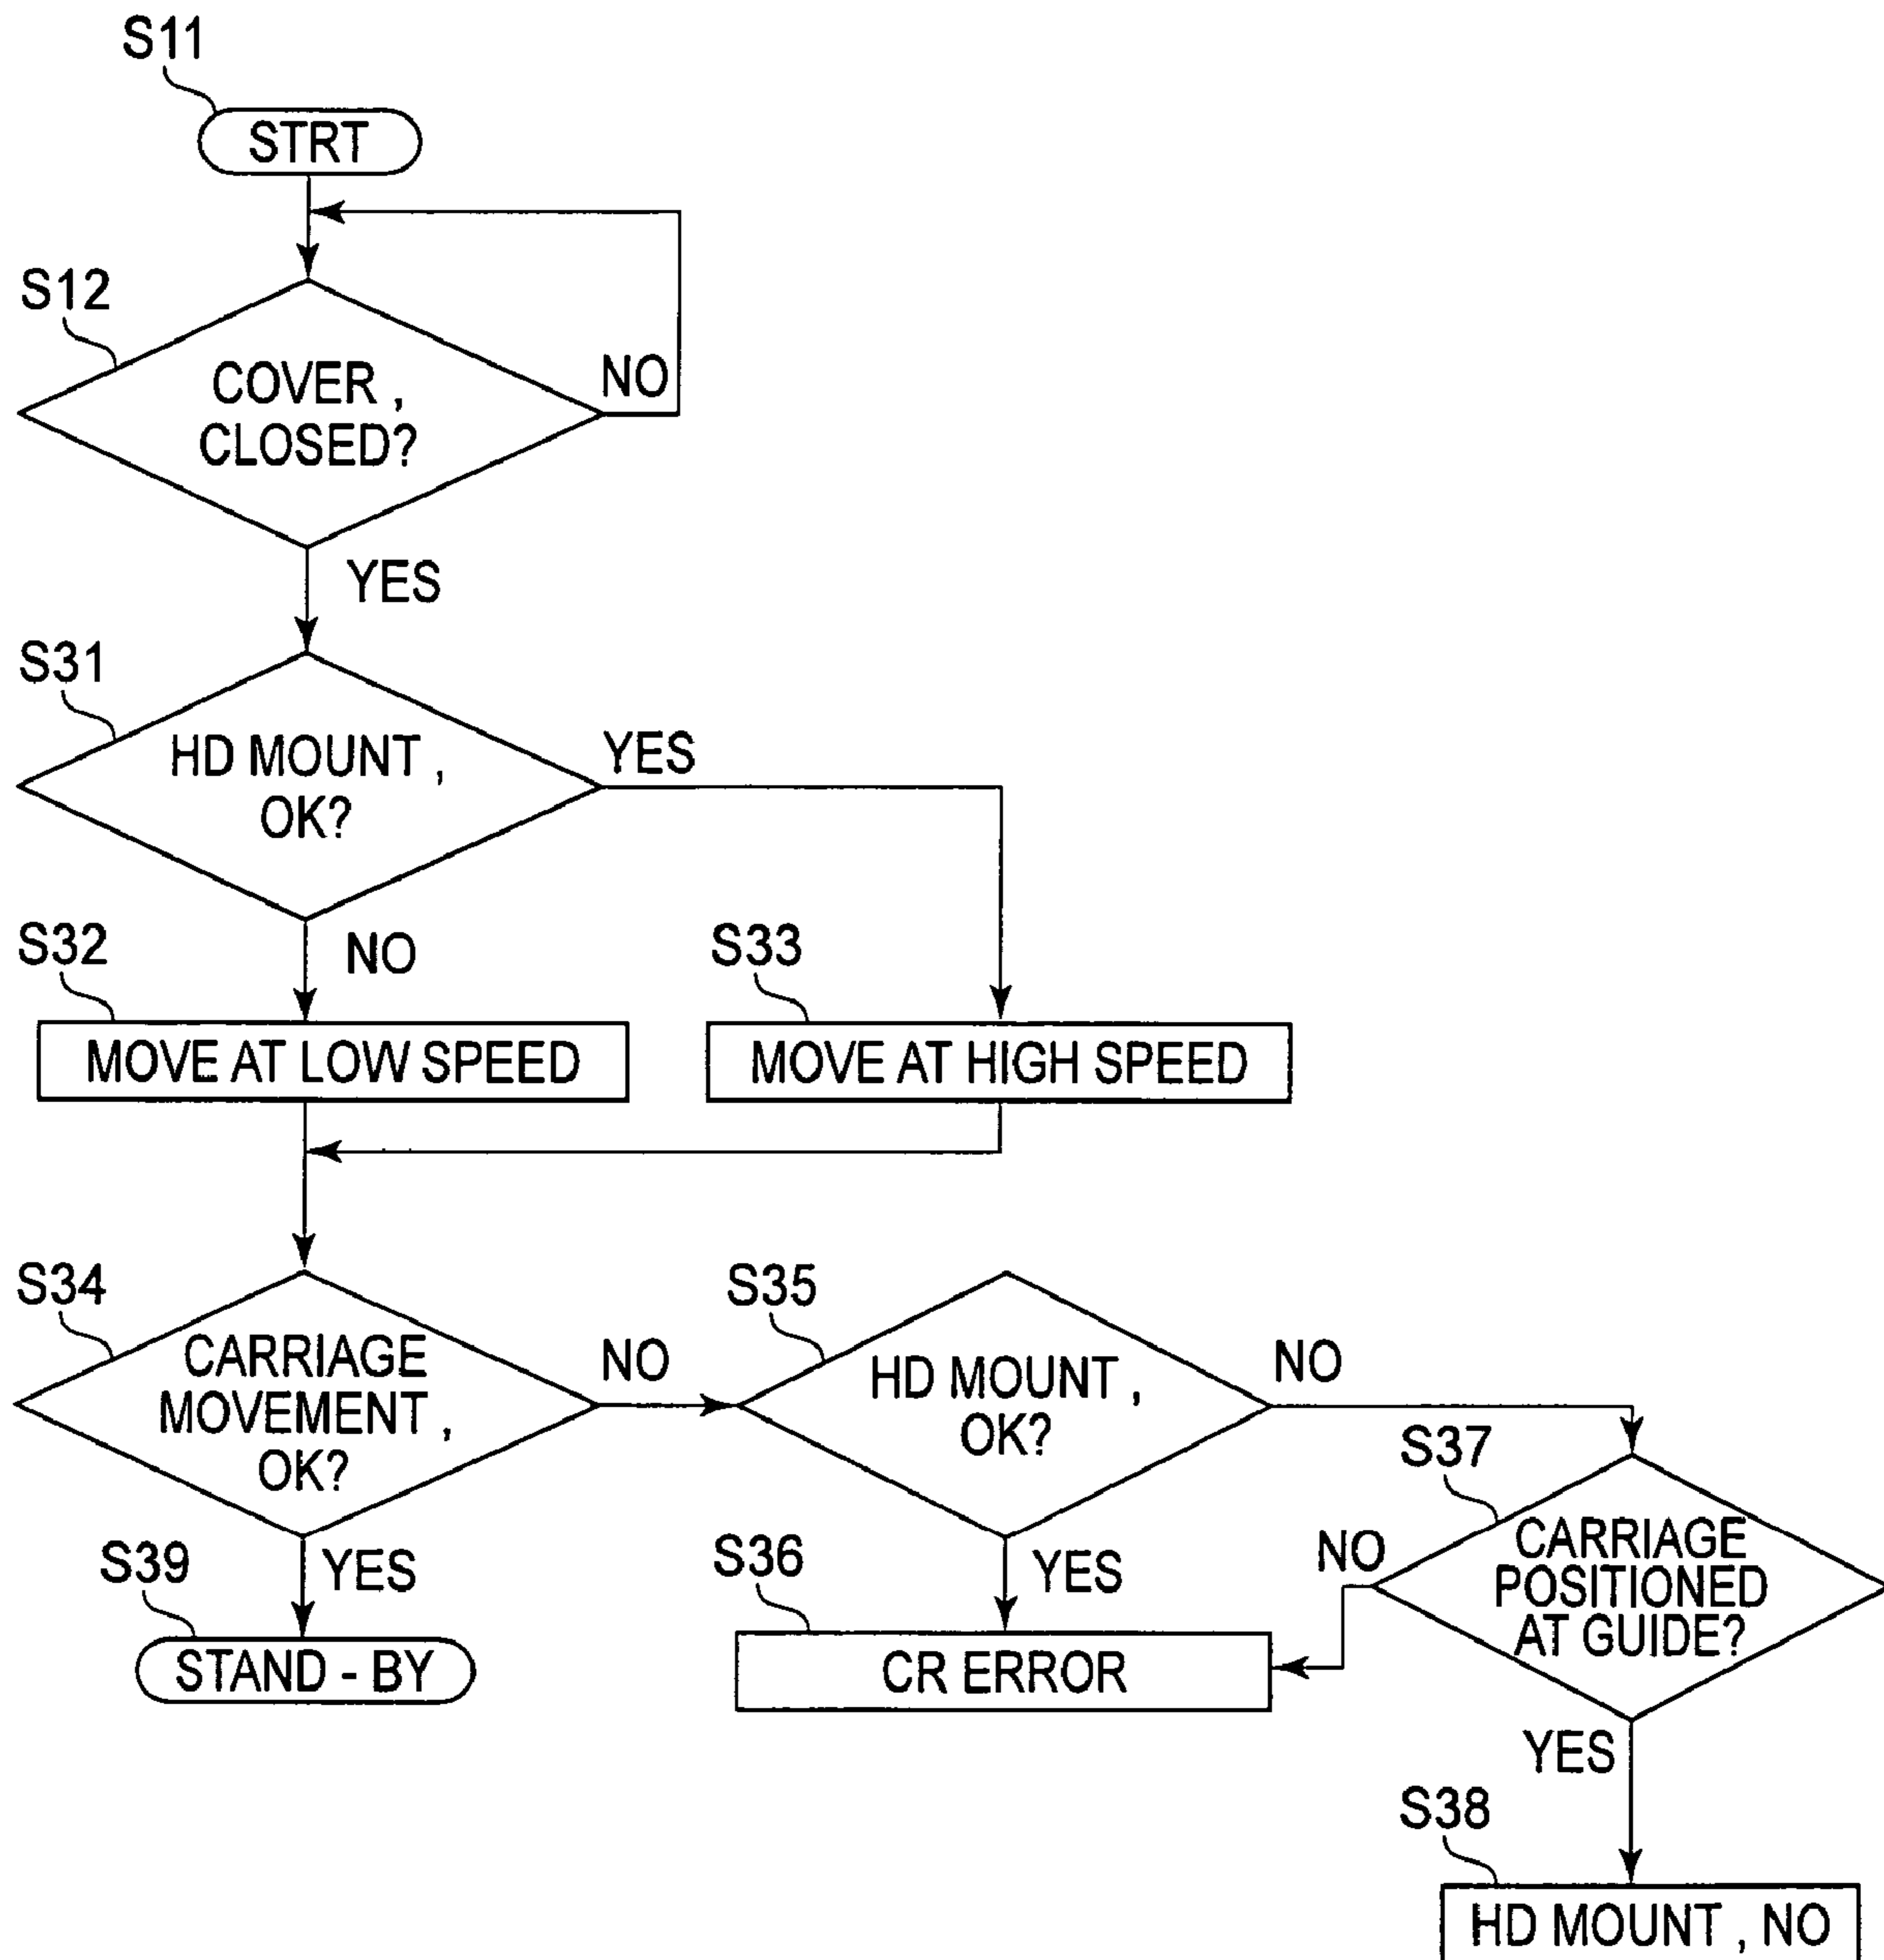 S11
STRT
S12
COVER ,
CLOSED?
NO
YES
S31
HD MOUNT ,
OK?
YES
NO
S32
MOVE AT LOW SPEED
S33
MOVE AT HIGH SPEED
S34
CARRIAGE
MOVEMENT ,
OK?
NO
YES
S35
HD MOUNT ,
OK?
NO
YES
S37
CARRIAGE
POSITIONED
AT GUIDE?
NO
YES
S39
STAND - BY
S36
CR ERROR
S38
HD MOUNT , NO